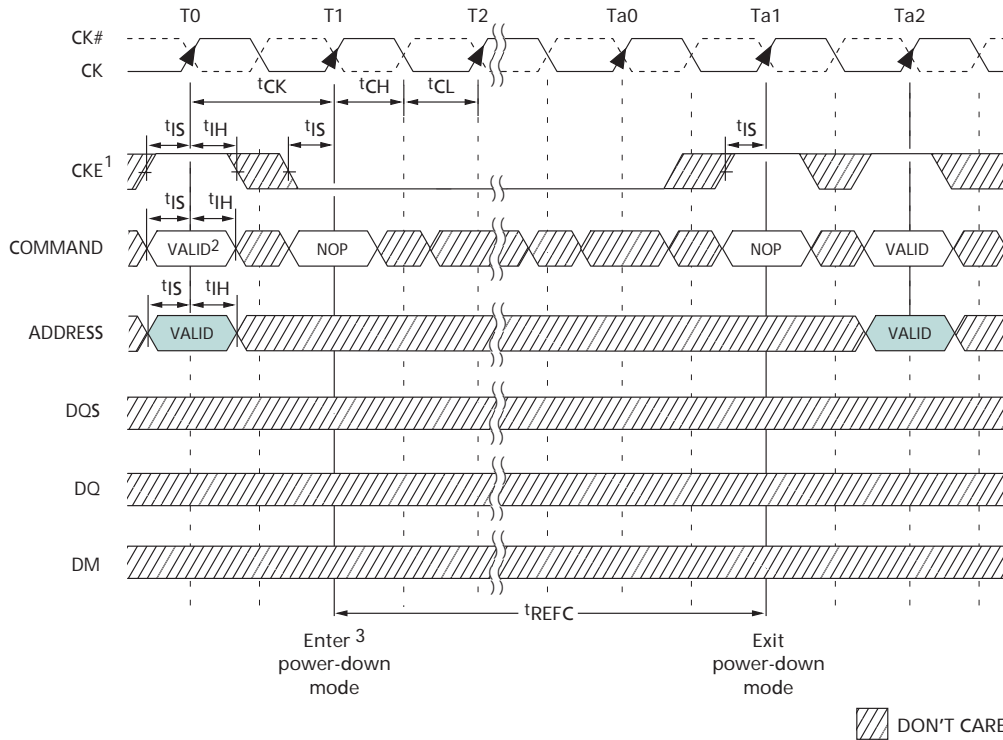 T0 T1 T2 Ta0 Ta1 Ta2
CK#
CK
tCK tCH tCL
tIS tIH tIS tIS
CKE1
tIS tIH
COMMAND VALID2 NOP NOP VALID
tIS tIH
ADDRESS VALID VALID
DQS
DQ
DM
tREFC
Enter 3 Exit
power-down power-down
mode mode
DON'T CARE